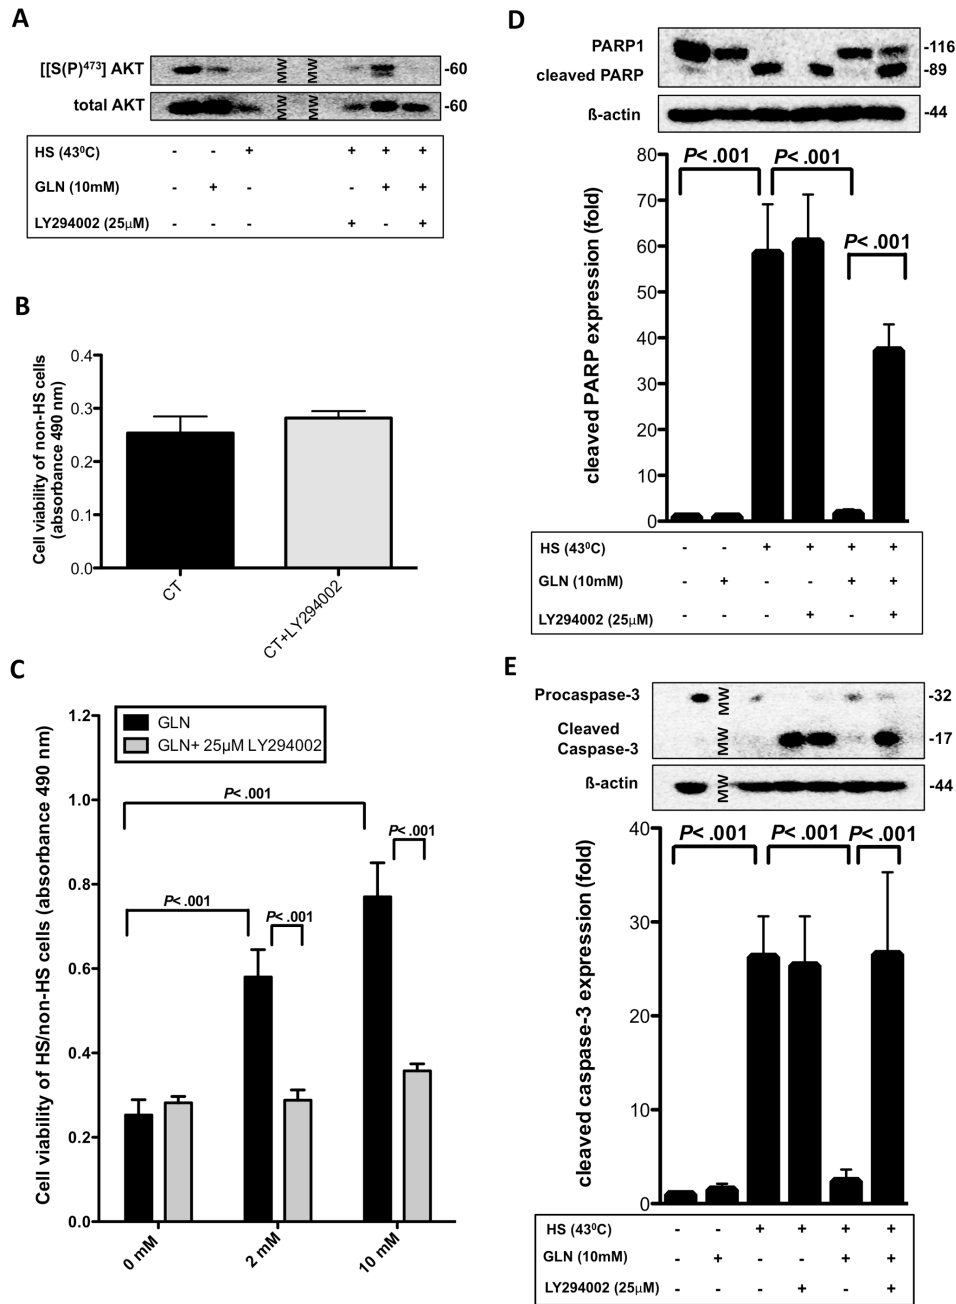 A
[[S(P)⁴⁷³] AKT
MW
MW
-60
total AKT
MW
MW
-60
HS (43⁰C) - - + + + +
GLN (10mM) - + - - + +
LY294002 (25µM) - - - + - +
B
Cell viability of non-HS cells
(absorbance 490 nm)
0.4
0.3
0.2
0.1
0.0
CT
CT+LY294002
C
Cell viability of HS/non-HS cells (absorbance 490 nm)
1.2
1.0
0.8
0.6
0.4
0.2
0.0
GLN
GLN+ 25µM LY294002
P< .001
P< .001
P< .001
P< .001
0 mM
2 mM
10 mM
D
PARP1
-116
cleaved PARP
-89
ß-actin
-44
cleaved PARP expression (fold)
80
70
60
50
40
30
20
10
0
P< .001
P< .001
P< .001
HS (43⁰C) - - + + + +
GLN (10mM) - + - - + +
LY294002 (25µM) - - - + - +
E
Procaspase-3
MW
-32
Cleaved
Caspase-3
MW
-17
ß-actin
MW
-44
cleaved caspase-3 expression (fold)
40
30
20
10
0
P< .001
P< .001
P< .001
HS (43⁰C) - - + + + +
GLN (10mM) - + - - + +
LY294002 (25µM) - - - + - +